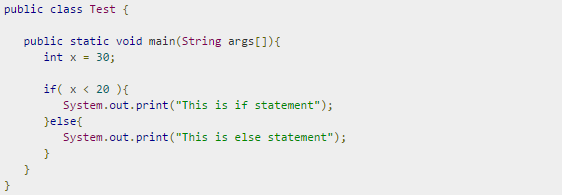 public class Test {
public static void main(String args[]){
int x = 30;
if( x < 20 ){
System.out.print("This is if statement");
}else{
System.out.print("This is else statement");
}
}
}